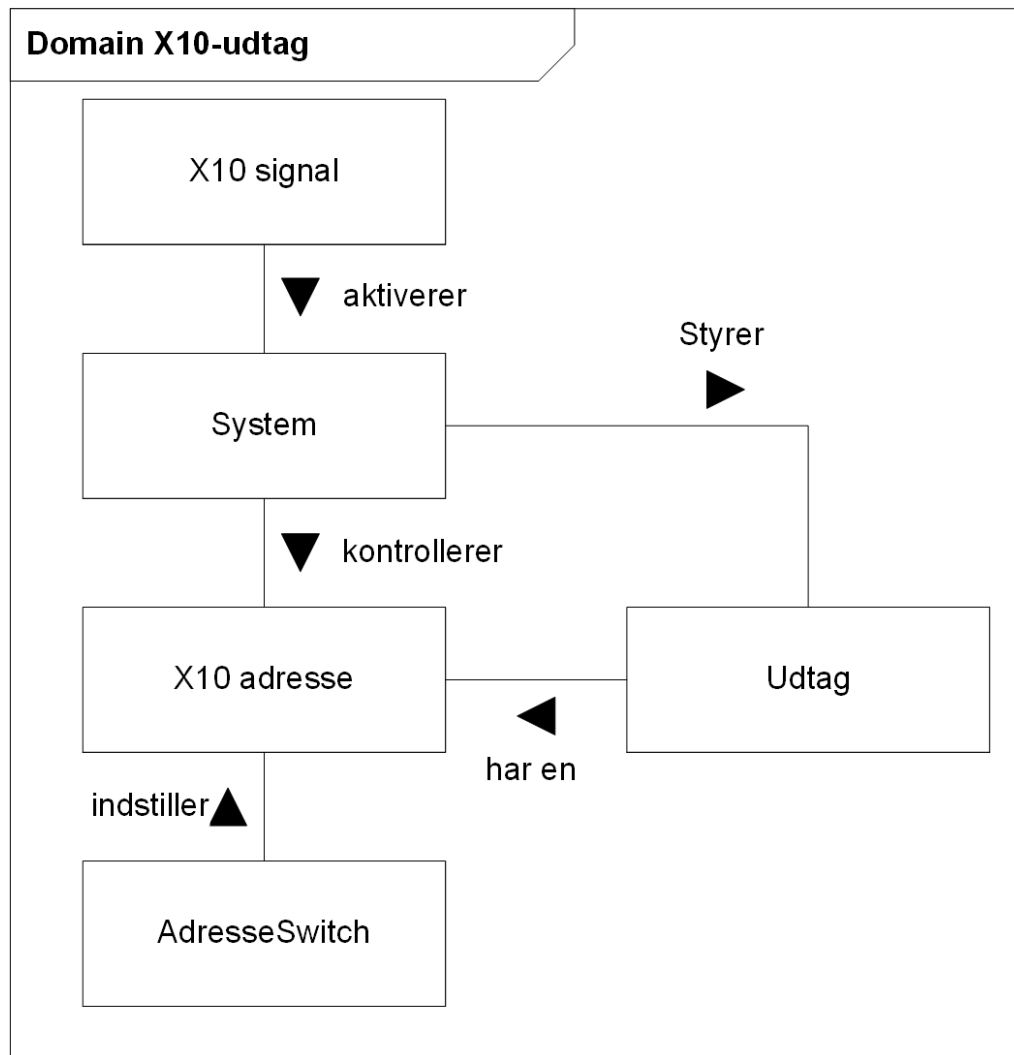 Domain X10-udtag
X10 signal
aktiverer
Styrer
System
kontrollerer
X10 adresse
Udtag
har en
indstiller
AdresseSwitch